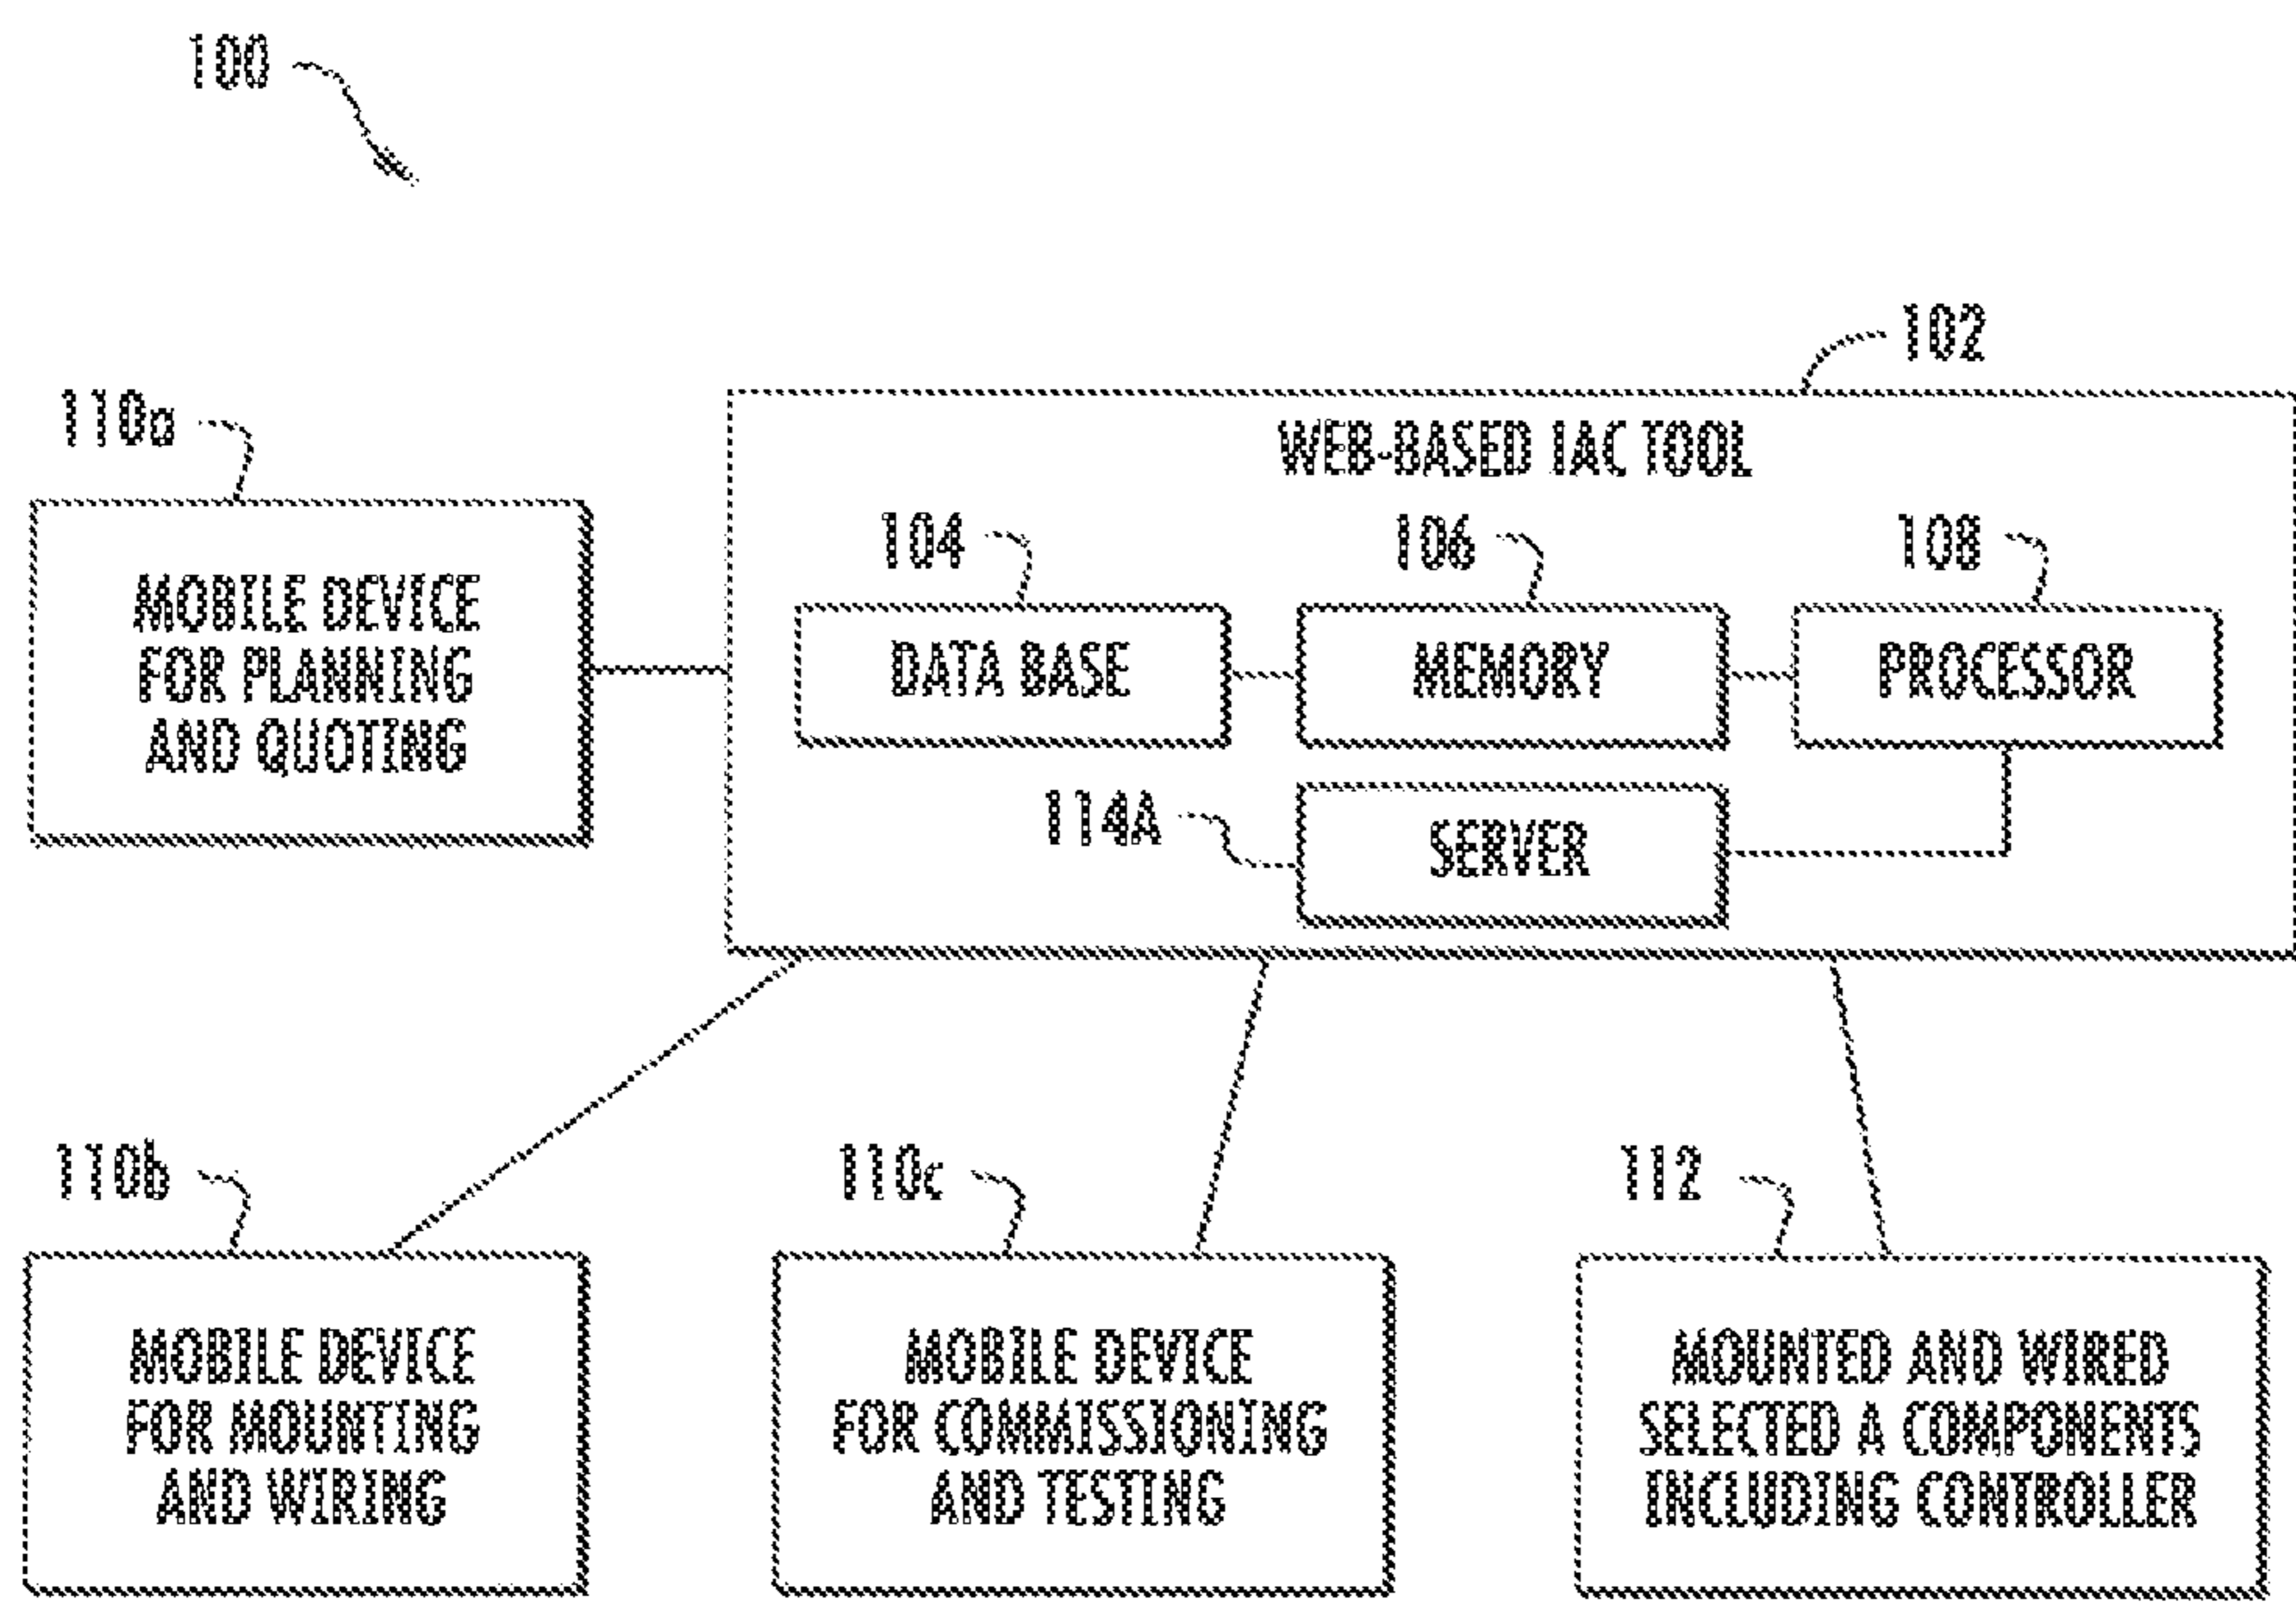 100
102
110a
WEB-BASED IAC TOOL
104
106
108
MOBILE DEVICE
FOR PLANNING
AND QUOTING
DATA BASE
MEMORY
PROCESSOR
114A
SERVER
110b
110c
112
MOBILE DEVICE
FOR MOUNTING
AND WIRING
MOBILE DEVICE
FOR COMMISSIONING
AND TESTING
MOUNTED AND WIRED
SELECTED A COMPONENTS
INCLUDING CONTROLLER